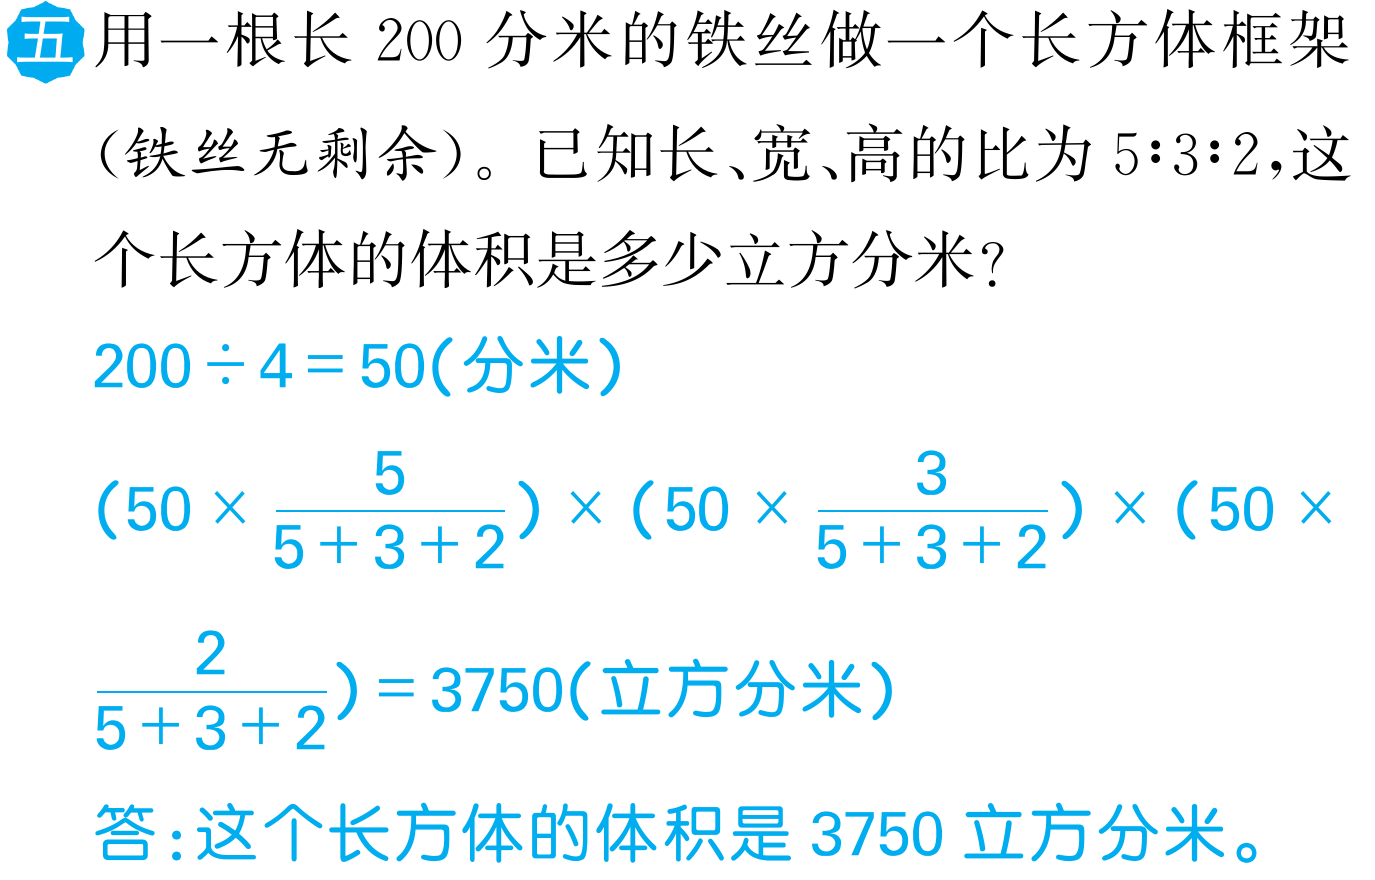 五 用一根长 200 分米的铁丝做一个长方体框架
(铁丝无剩余)。已知长、宽、高的比为 5∶3∶2,这
个长方体的体积是多少立方分米?
200÷4=50(分米)
(50 × 5/(5+3+2)) × (50 × 3/(5+3+2)) × (50 ×
2/(5+3+2)) = 3750(立方分米)
答:这个长方体的体积是 3750 立方分米。